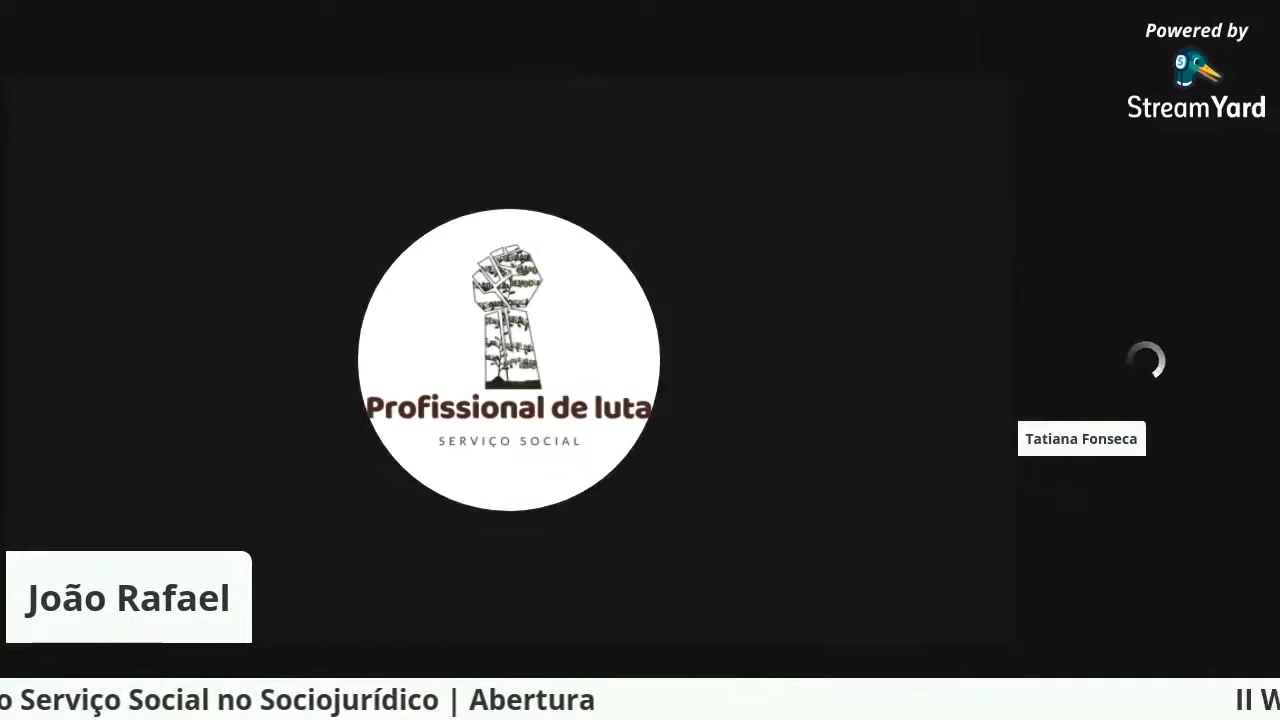 Powered by
StreamYard
Profissional de luta
SERVIÇO SOCIAL
Tatiana Fonseca
João Rafael
o Serviço Social no Sociojurídico | Abertura
II W